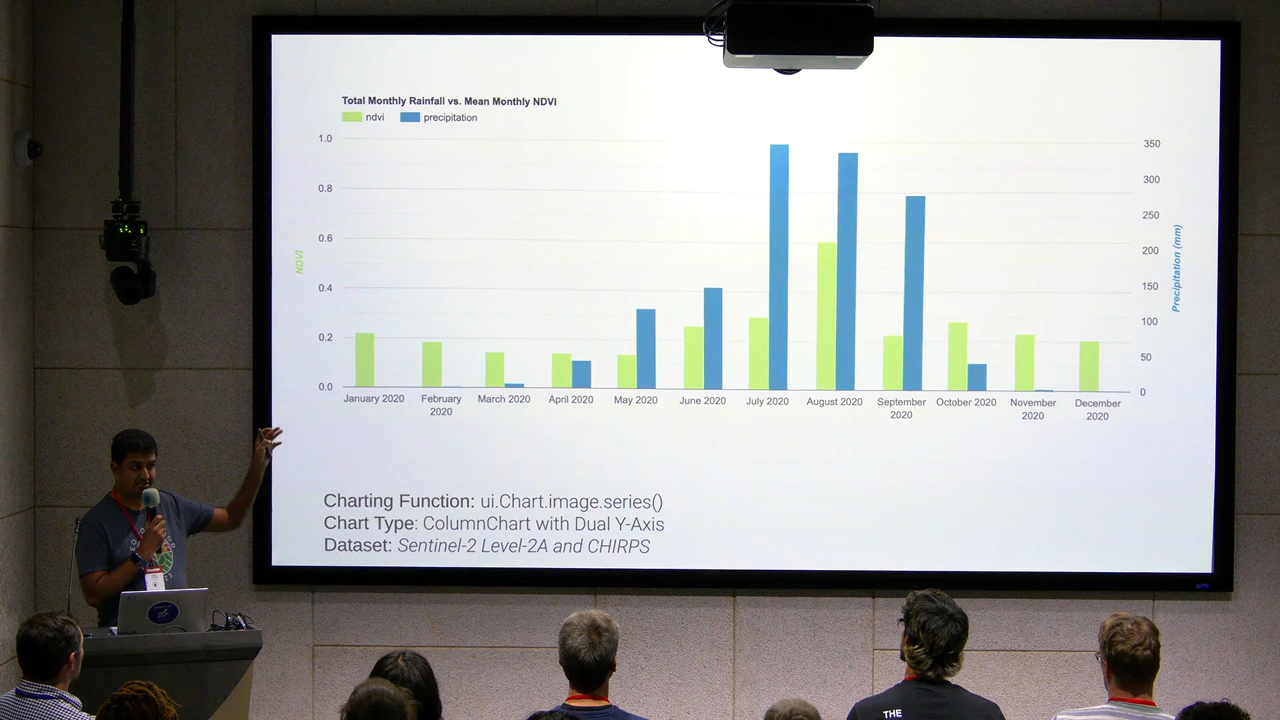 Total Monthly Rainfall vs. Mean Monthly NDVI
ndvi precipitation
1.0
0.8
0.6
0.4
0.2
0.0
NDVI
350
300
250
200
150
100
50
0
Precipitation (mm)
January 2020
February
2020
March 2020
April 2020
May 2020
June 2020
July 2020
August 2020
September
2020
October 2020
November
2020
December
2020
Charting Function: ui.Chart.image.series()
Chart Type: ColumnChart with Dual Y-Axis
Dataset: Sentinel-2 Level-2A and CHIRPS
THE